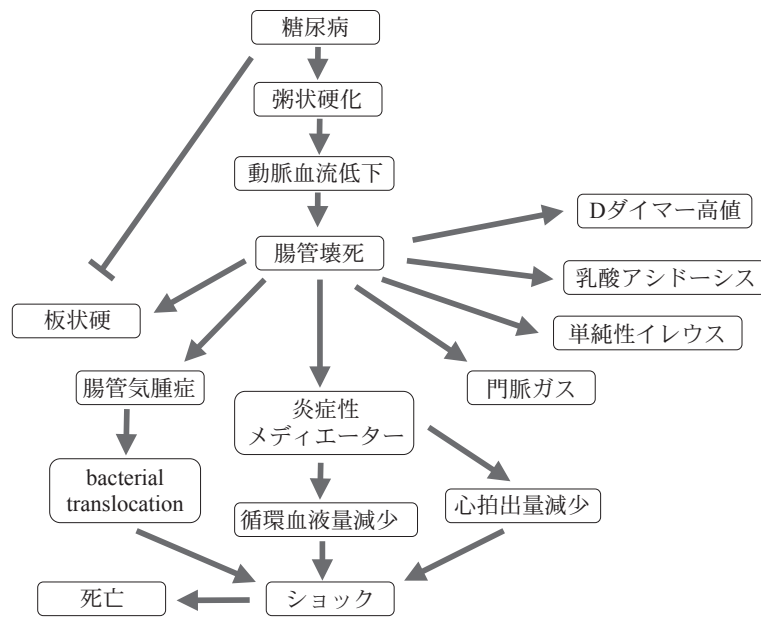 糖尿病
粥状硬化
動脈血流低下
Dダイマー高値
腸管壊死
乳酸アシドーシス
板状硬
単純性イレウス
腸管気腫症
門脈ガス
炎症性
メディエーター
bacterial
translocation
循環血液量減少
心拍出量減少
死亡
ショック